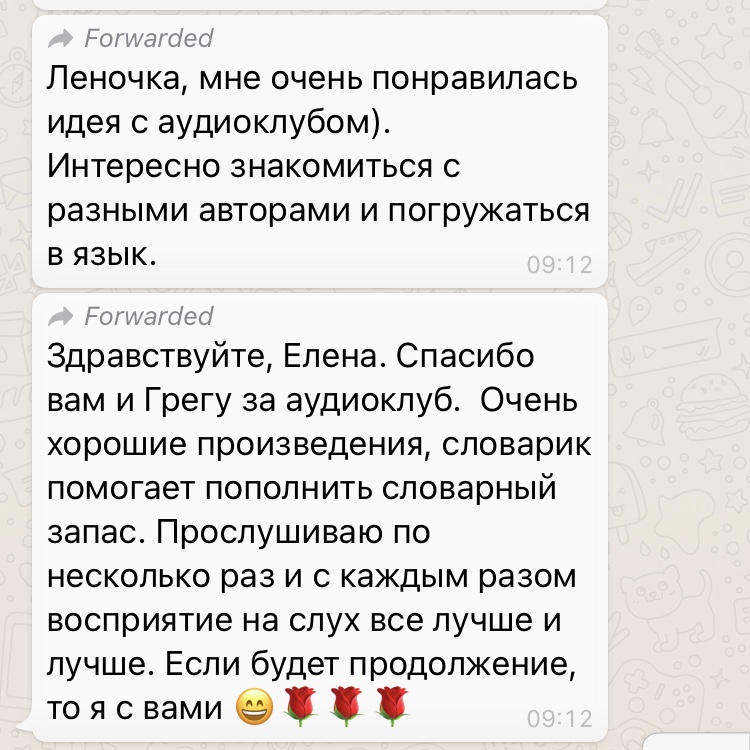 Forwarded
Леночка, мне очень понравилась
идея с аудиоклубом).
Интересно знакомиться с
разными авторами и погружаться
в язык.
09:12
Forwarded
Здравствуйте, Елена. Спасибо
вам и Грегу за аудиоклуб.  Очень
хорошие произведения, словарик
помогает пополнить словарный
запас. Прослушиваю по
несколько раз и с каждым разом
восприятие на слух все лучше и
лучше. Если будет продолжение,
то я с вами 😄🌹🌹🌹
09:12